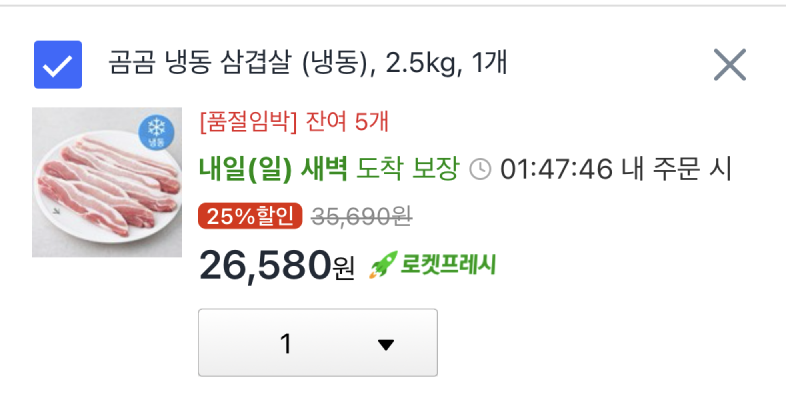 곰곰 냉동 삼겹살 (냉동), 2.5kg, 1개
냉동
[품절임박] 잔여 5개
내일(일) 새벽 도착 보장 01:47:46 내 주문 시
25%할인 35,690원
26,580원 로켓프레시
1